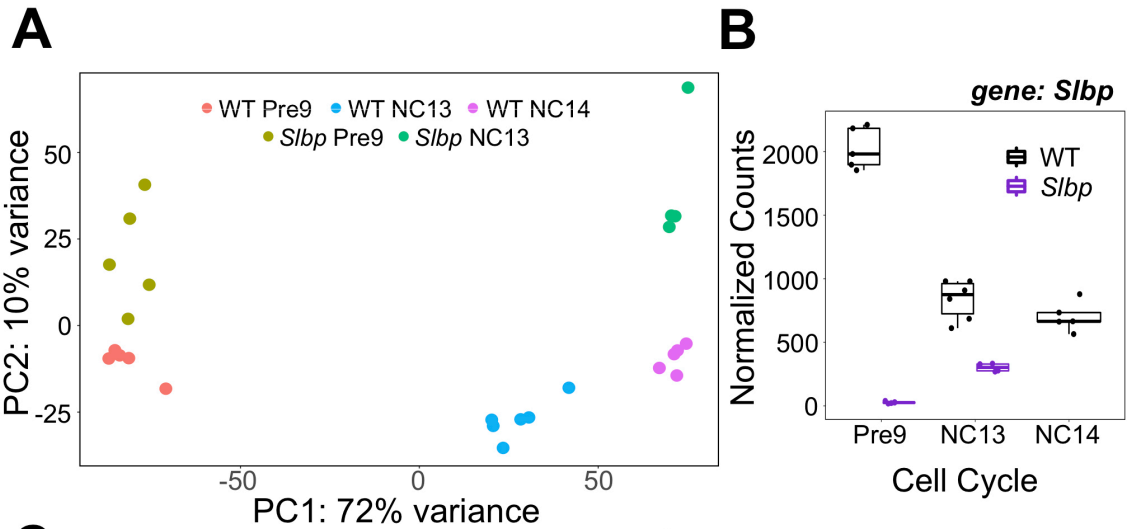 A
WT Pre9 WT NC13 WT NC14
Slbp Pre9 Slbp NC13
50
25
0
-25
-50 0 50
PC2: 10% variance
PC1: 72% variance
B
gene: Slbp
WT
Slbp
2000
1500
1000
500
0
Normalized Counts
Pre9 NC13 NC14
Cell Cycle